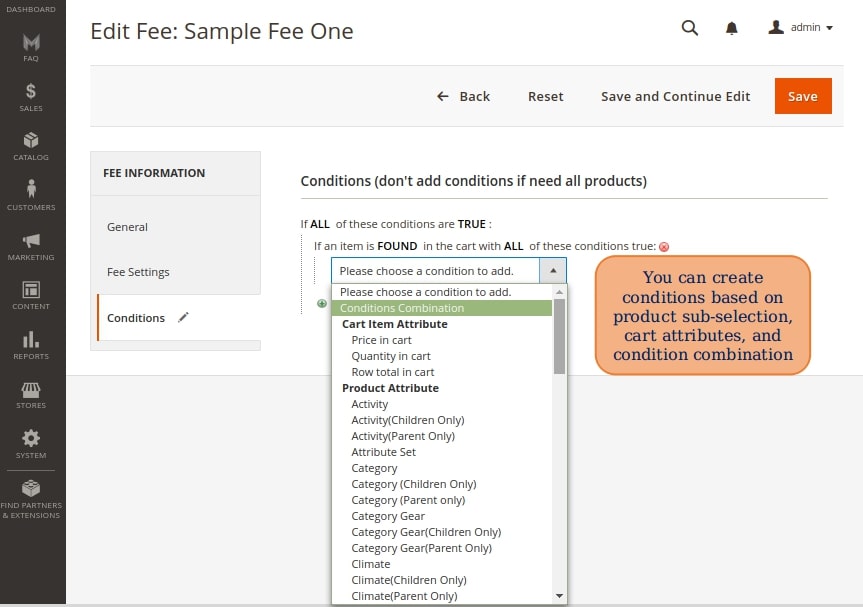 DASHBOARD
FAQ
SALES
CATALOG
CUSTOMERS
MARKETING
CONTENT
REPORTS
STORES
SYSTEM
FIND PARTNERS
& EXTENSIONS
Edit Fee: Sample Fee One
admin
Back
Reset
Save and Continue Edit
Save
FEE INFORMATION
General
Fee Settings
Conditions
Conditions (don't add conditions if need all products)
If ALL of these conditions are TRUE :
If an item is FOUND in the cart with ALL of these conditions true:
Please choose a condition to add.
Please choose a condition to add.
Conditions Combination
Cart Item Attribute
Price in cart
Quantity in cart
Row total in cart
Product Attribute
Activity
Activity(Children Only)
Activity(Parent Only)
Attribute Set
Category
Category (Children Only)
Category (Parent only)
Category Gear
Category Gear(Children Only)
Category Gear(Parent Only)
Climate
Climate(Children Only)
Climate(Parent Only)
You can create
conditions based on
product sub-selection,
cart attributes, and
condition combination